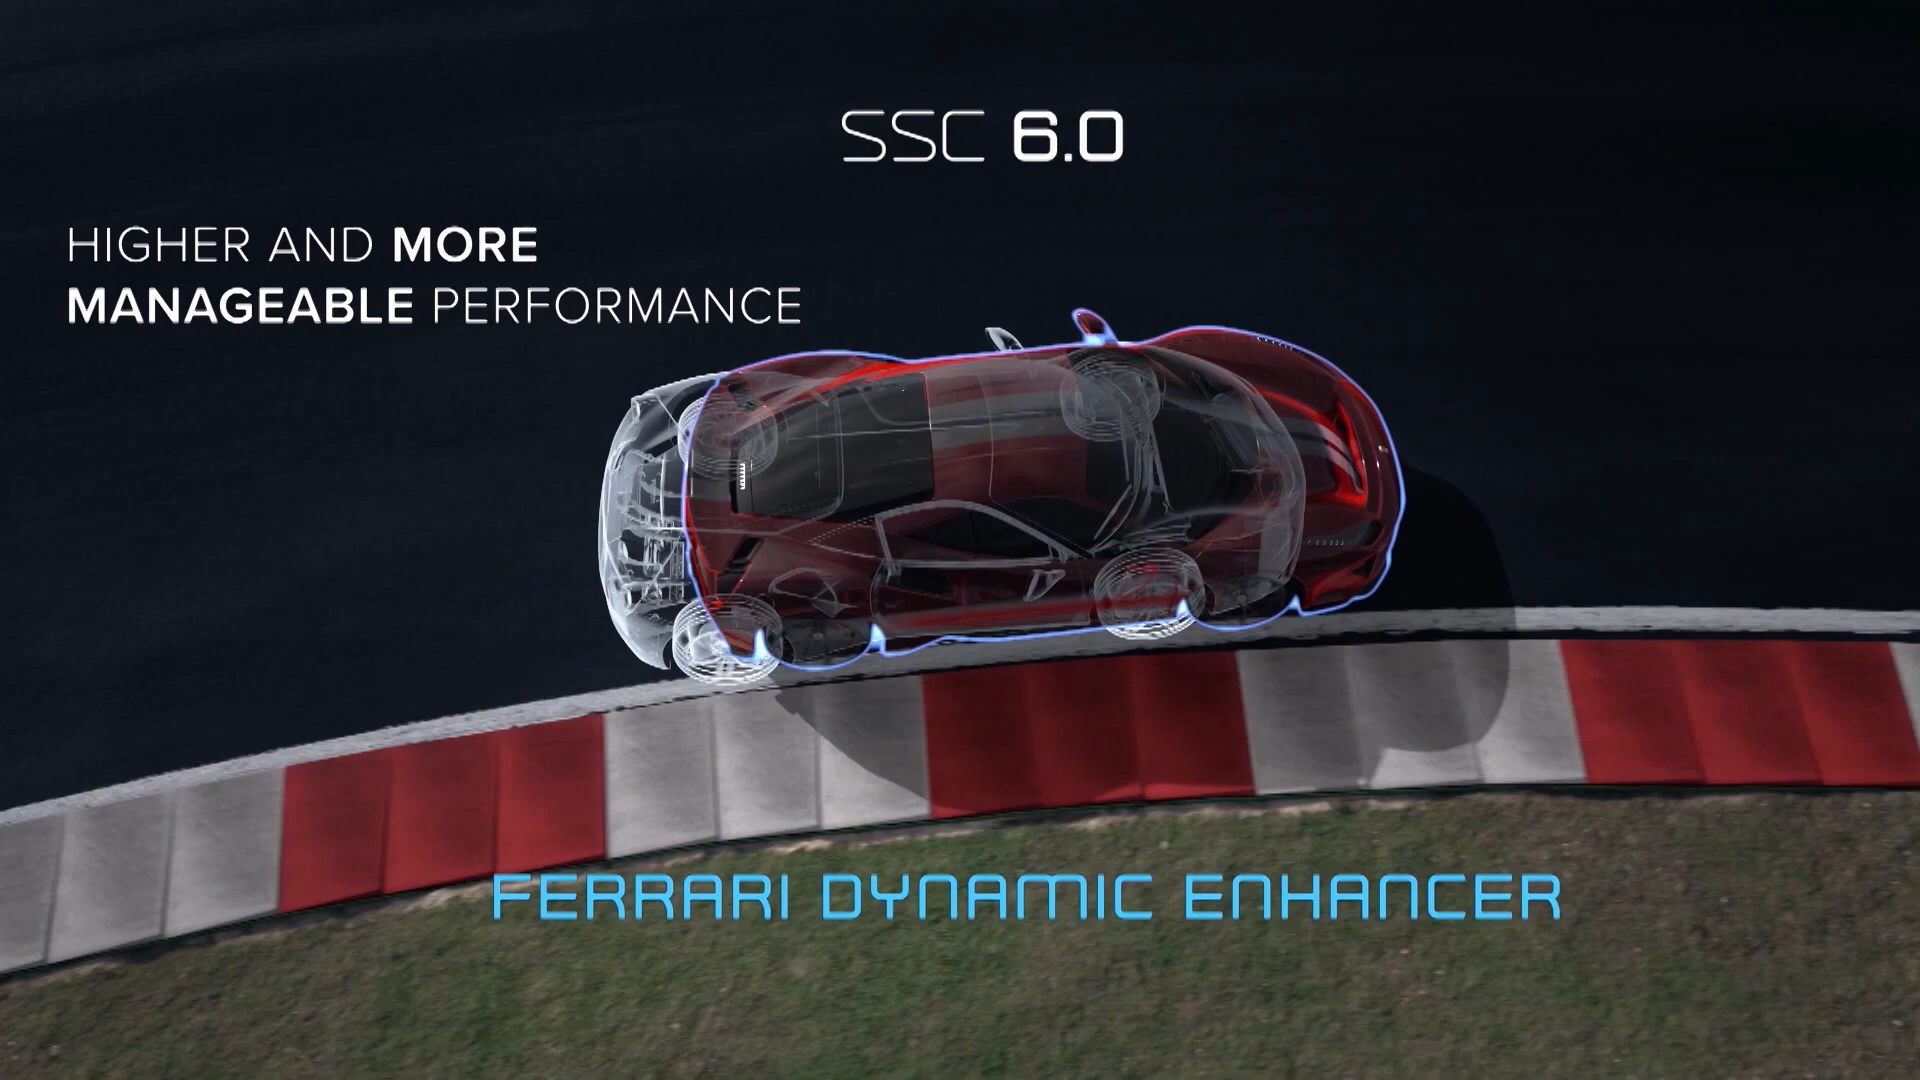 SSC 6.0
HIGHER AND MORE
MANAGEABLE PERFORMANCE
FERRARI DYNAMIC ENHANCER